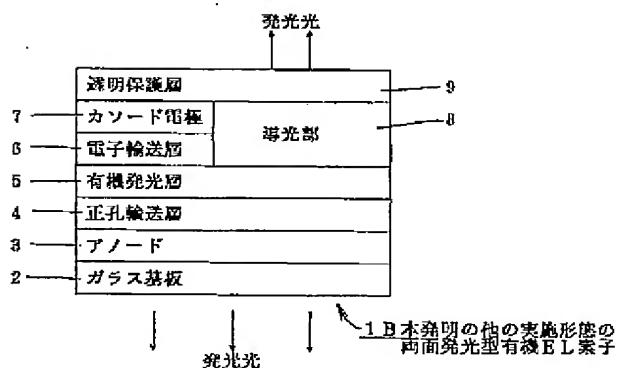 発光光
透明保護層 9
7 カソード電極
導光部 8
6 電子輸送層
5 有機発光層
4 正孔輸送層
3 アノード
2 ガラス基板
発光光
1B 本発明の他の実施形態の
両面発光型有機EL素子